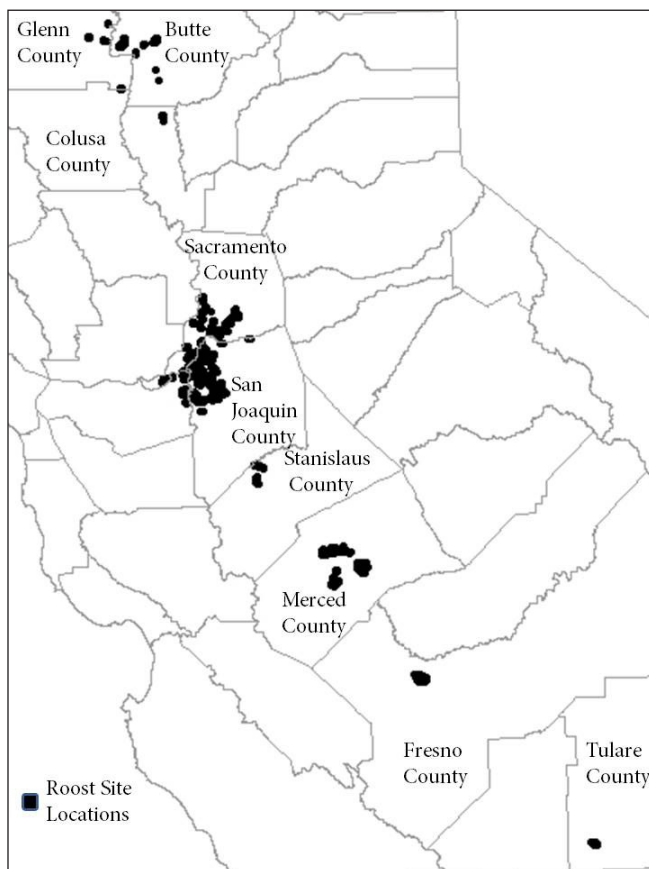 Glenn
County
Butte
County
Colusa
County
Sacramento
County
San
Joaquin
County
Stanislaus
County
Merced
County
Fresno
County
Tulare
County
Roost Site
Locations